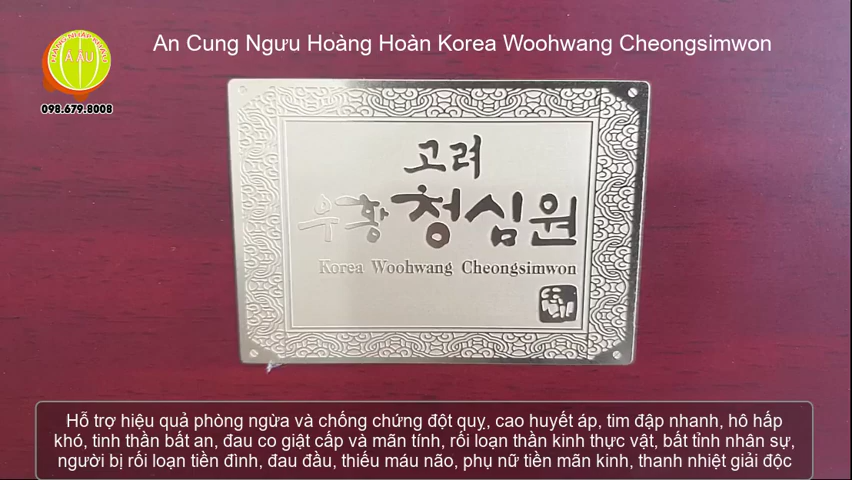 An Cung Ngưu Hoàng Hoàn Korea Woohwang Cheongsimwon
HÀNG NHẬP KHẨU
Á ÂU
098.679.8008
고려
우황청심원
Korea Woohwang Cheongsimwon
Hỗ trợ hiệu quả phòng ngừa và chống chứng đột quỵ, cao huyết áp, tim đập nhanh, hô hấp
khó, tinh thần bất an, đau co giật cấp và mãn tính, rối loạn thần kinh thực vật, bất tỉnh nhân sự,
người bị rối loạn tiền đình, đau đầu, thiếu máu não, phụ nữ tiền mãn kinh, thanh nhiệt giải độc